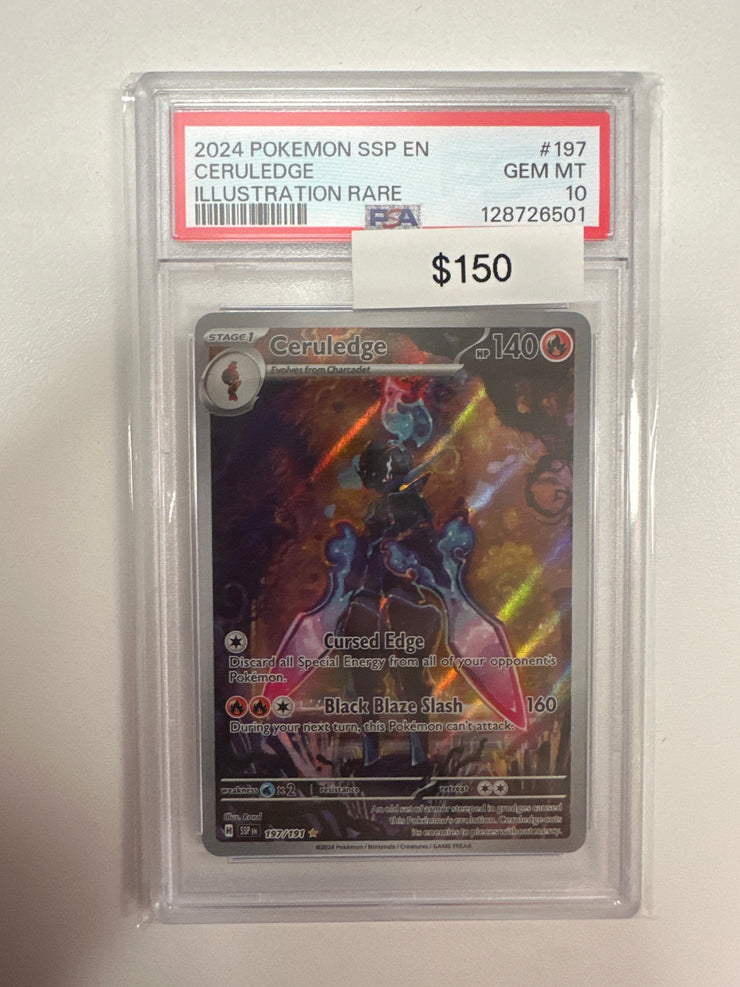 2024 POKEMON SSP EN #197
CERULEDGE GEM MT
ILLUSTRATION RARE 10
PSA 128726501
$150
STAGE 1 Ceruledge HP 140
Evolves from Charcadet
Cursed Edge
Discard all Special Energy from all of your opponent's
Pokémon.
Black Blaze Slash 160
During your next turn, this Pokémon can't attack.
weakness ×2 resistance retreat
An old set of armor steeped in grudges caused
this Pokémon's evolution. Ceruledge cuts
its enemies to pieces without mercy.
Illus. Rond
H SSP EN 197/191
©2024 Pokémon / Nintendo / Creatures / GAME FREAK